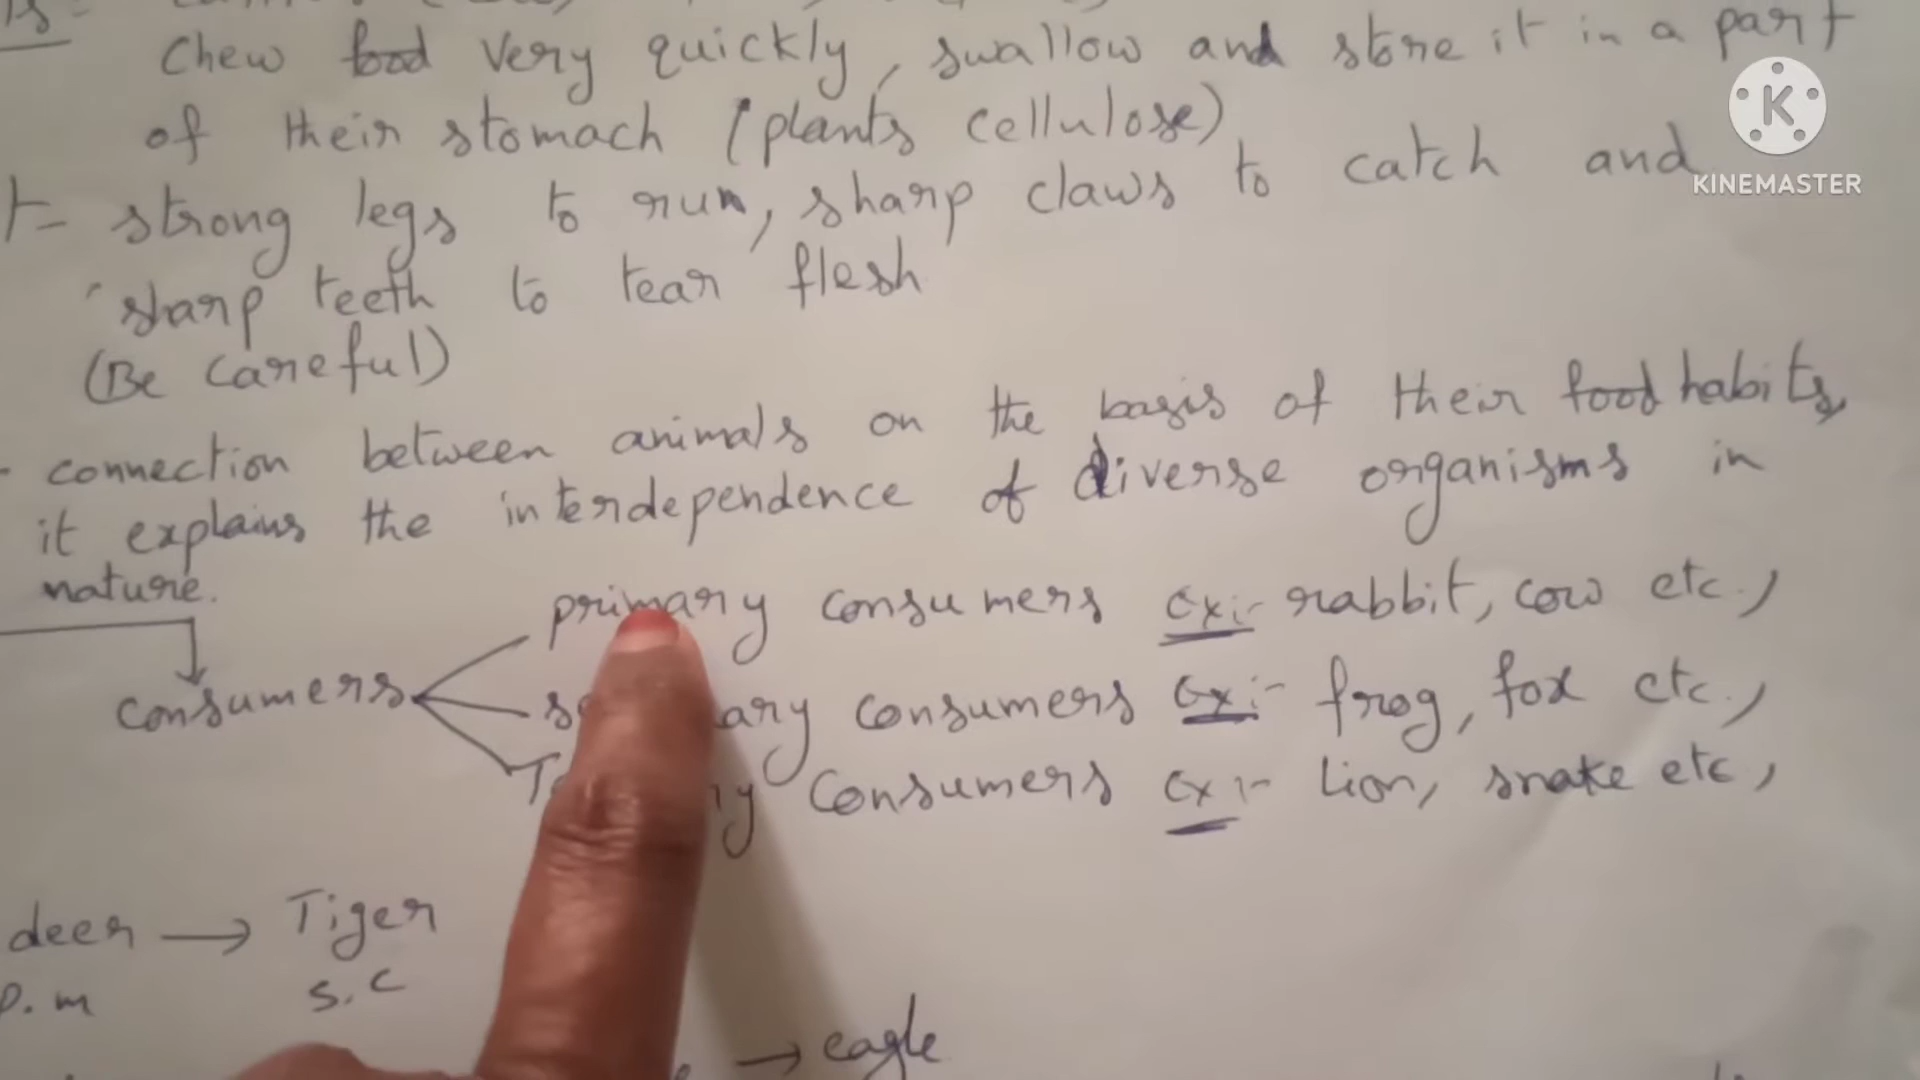 Chew food very quickly, swallow and store it in a part
of their stomach (plants cellulose)
strong legs to run, sharp claws to catch and
sharp teeth to tear flesh
(Be careful)
connection between animals on the basis of their food habits,
it explains the interdependence of diverse organisms in
nature.
primary consumers ex:- rabbit, cow etc.,
consumers
consumers ex:- frog, fox etc.,
consumers ex:- Lion, snake etc,
deer → Tiger
P.m s.c
→ eagle
K
KINEMASTER